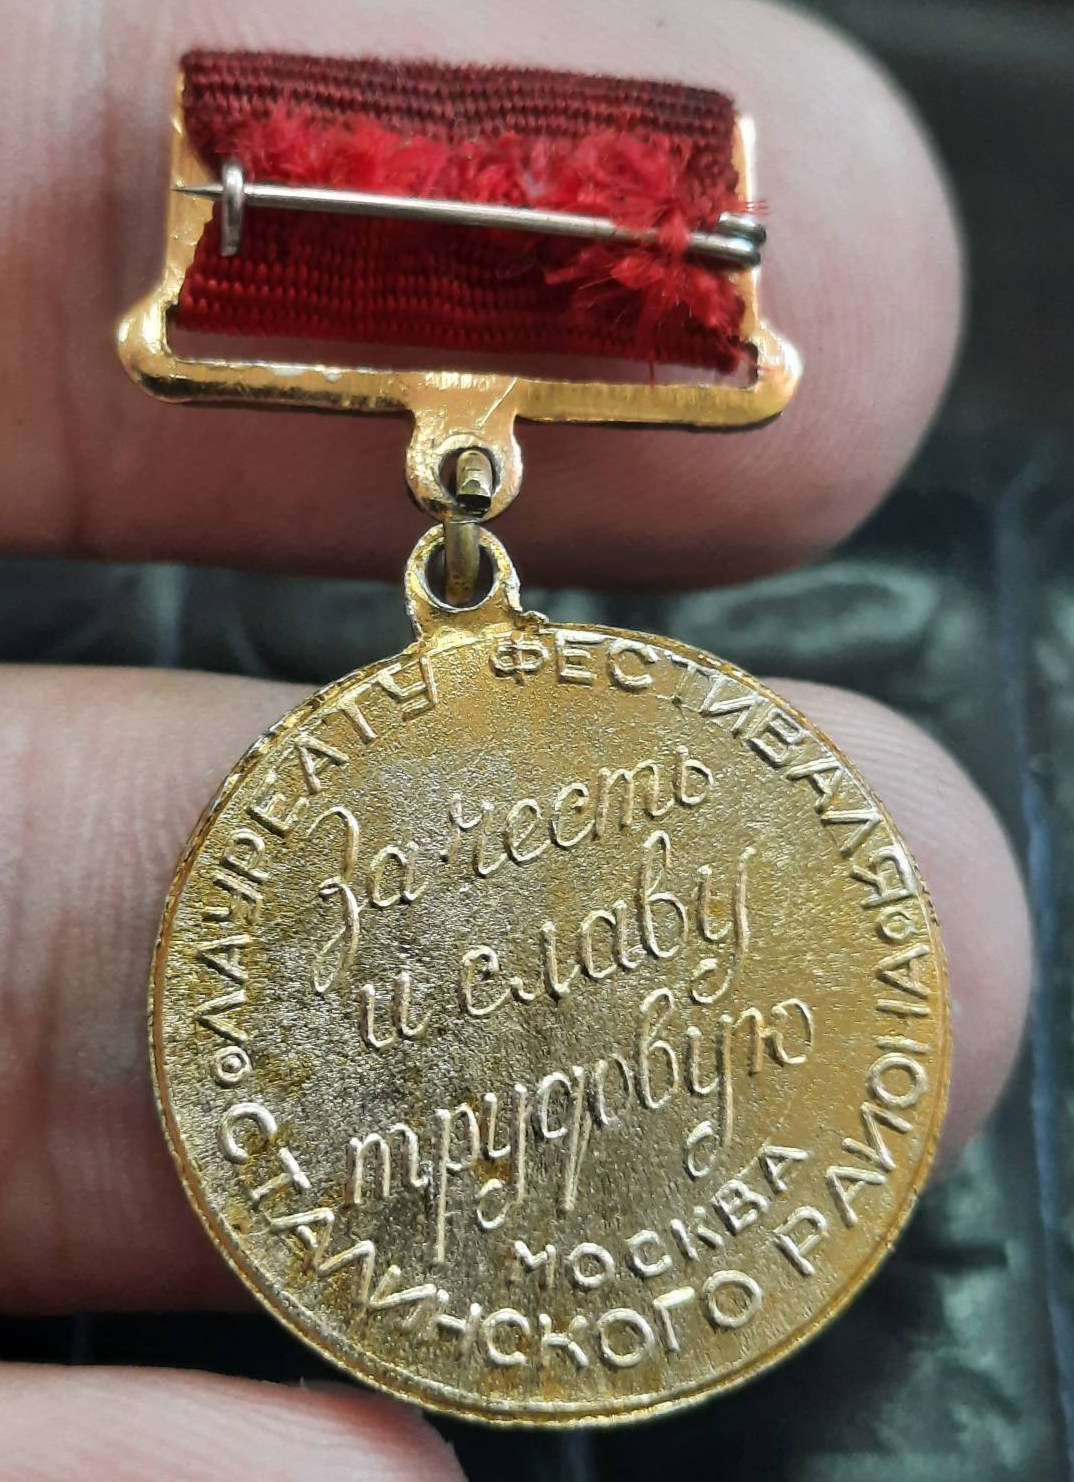 ЛАУРЕАТУ ФЕСТИВАЛЯ
За честь
и славу
трудовую
МОСКВА
СТАЛИНСКОГО РАЙОНА